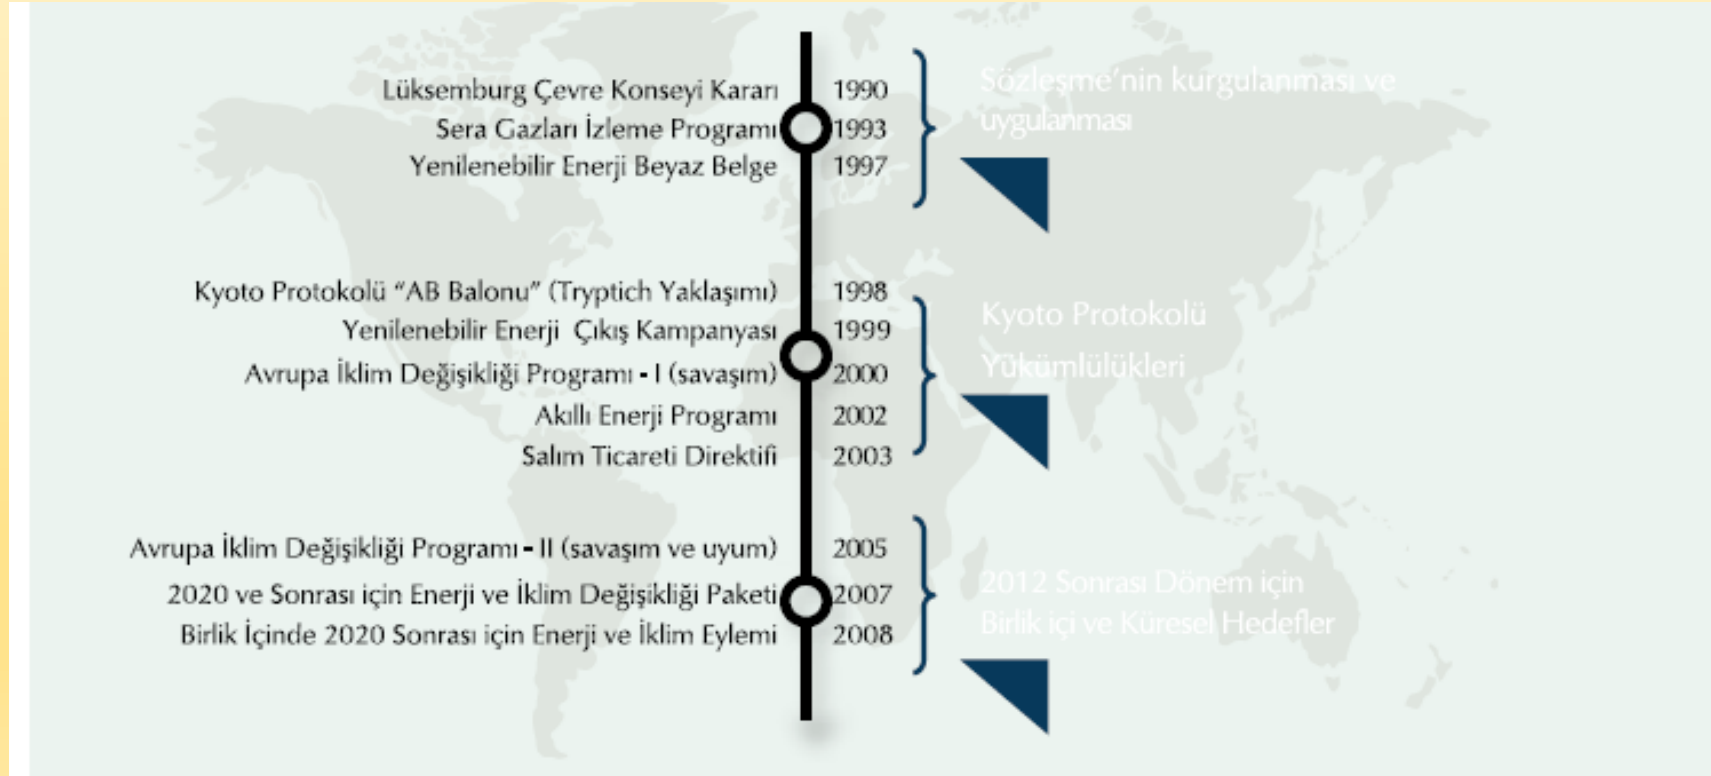 Lüksemburg Çevre Konseyi Kararı 1990
Sera Gazları İzleme Programı 1993
Yenilenebilir Enerji Beyaz Belge 1997
Sözleşme'nin kurgulanması ve
uygulanması
Kyoto Protokolü “AB Balonu” (Tryptich Yaklaşımı) 1998
Yenilenebilir Enerji Çıkış Kampanyası 1999
Avrupa İklim Değişikliği Programı - I (savaşım) 2000
Akıllı Enerji Programı 2002
Salım Ticareti Direktifi 2003
Kyoto Protokolü
Yükümlülükleri
Avrupa İklim Değişikliği Programı - II (savaşım ve uyum) 2005
2020 ve Sonrası için Enerji ve İklim Değişikliği Paketi 2007
Birlik İçinde 2020 Sonrası için Enerji ve İklim Eylemi 2008
2012 Sonrası Dönem için
Birlik içi ve Küresel Hedefler